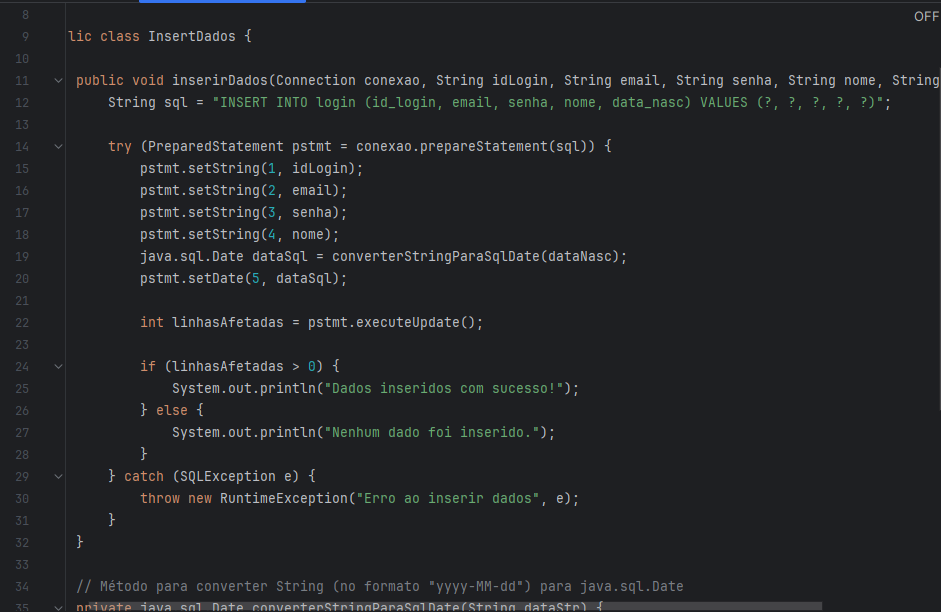 OFF
8
9 lic class InsertDados {
10
11 public void inserirDados(Connection conexao, String idLogin, String email, String senha, String nome, String
12 String sql = "INSERT INTO login (id_login, email, senha, nome, data_nasc) VALUES (?, ?, ?, ?, ?)";
13
14 try (PreparedStatement pstmt = conexao.prepareStatement(sql)) {
15 pstmt.setString(1, idLogin);
16 pstmt.setString(2, email);
17 pstmt.setString(3, senha);
18 pstmt.setString(4, nome);
19 java.sql.Date dataSql = converterStringParaSqlDate(dataNasc);
20 pstmt.setDate(5, dataSql);
21
22 int linhasAfetadas = pstmt.executeUpdate();
23
24 if (linhasAfetadas > 0) {
25 System.out.println("Dados inseridos com sucesso!");
26 } else {
27 System.out.println("Nenhum dado foi inserido.");
28 }
29 } catch (SQLException e) {
30 throw new RuntimeException("Erro ao inserir dados", e);
31 }
32 }
33
34 // Método para converter String (no formato "yyyy-MM-dd") para java.sql.Date
35 private java.sql.Date converterStringParaSqlDate(String dataStr) {